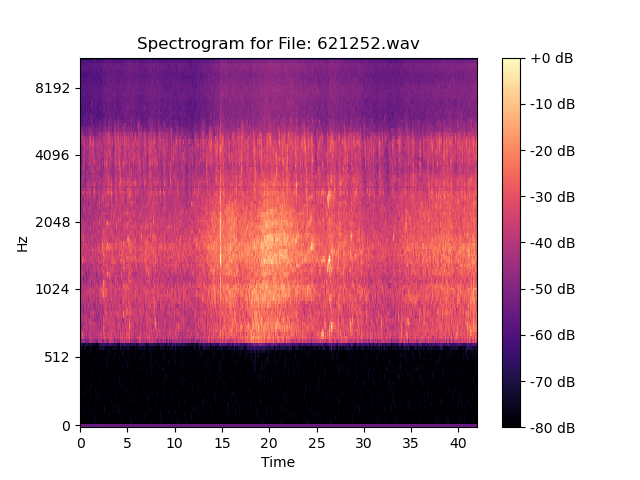 Spectrogram for File: 621252.wav
+0 dB
8192
-10 dB
4096
-20 dB
-30 dB
2048
Hz
-40 dB
1024
-50 dB
512
-60 dB
-70 dB
0
-80 dB
0 5 10 15 20 25 30 35 40
Time